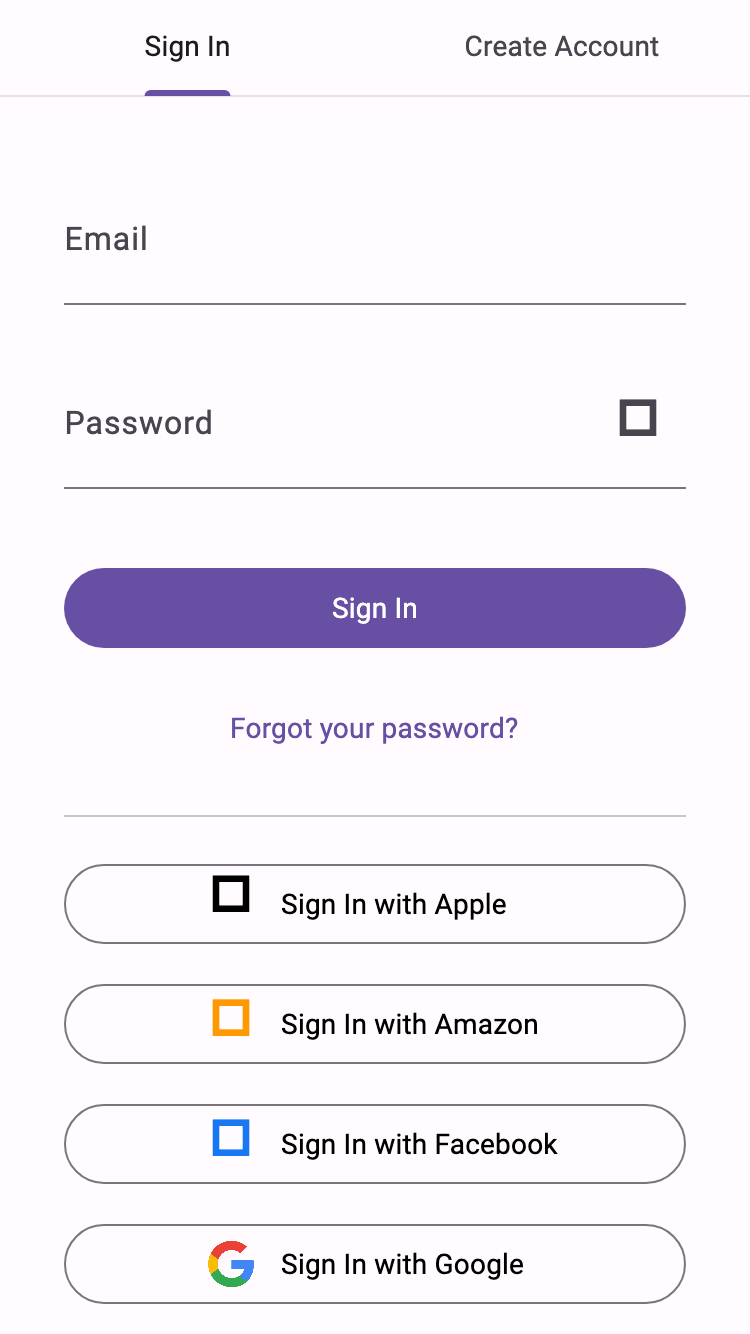 Sign In
Create Account
Email
Password
Sign In
Forgot your password?
Sign In with Apple
Sign In with Amazon
Sign In with Facebook
Sign In with Google